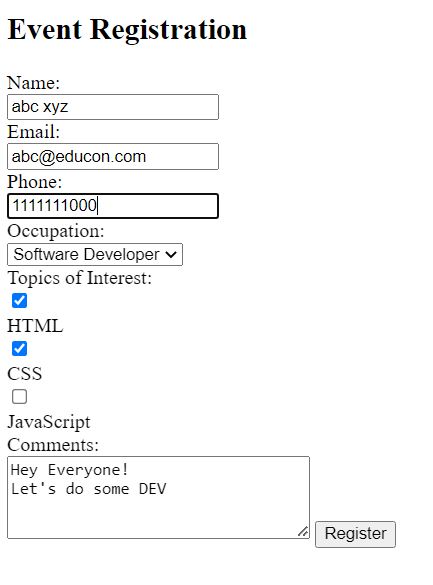 Event Registration
Name:
abc xyz
Email:
abc@educon.com
Phone:
1111111000
Occupation:
Software Developer
Topics of Interest:
HTML
CSS
JavaScript
Comments:
Hey Everyone!
Let's do some DEV
Register